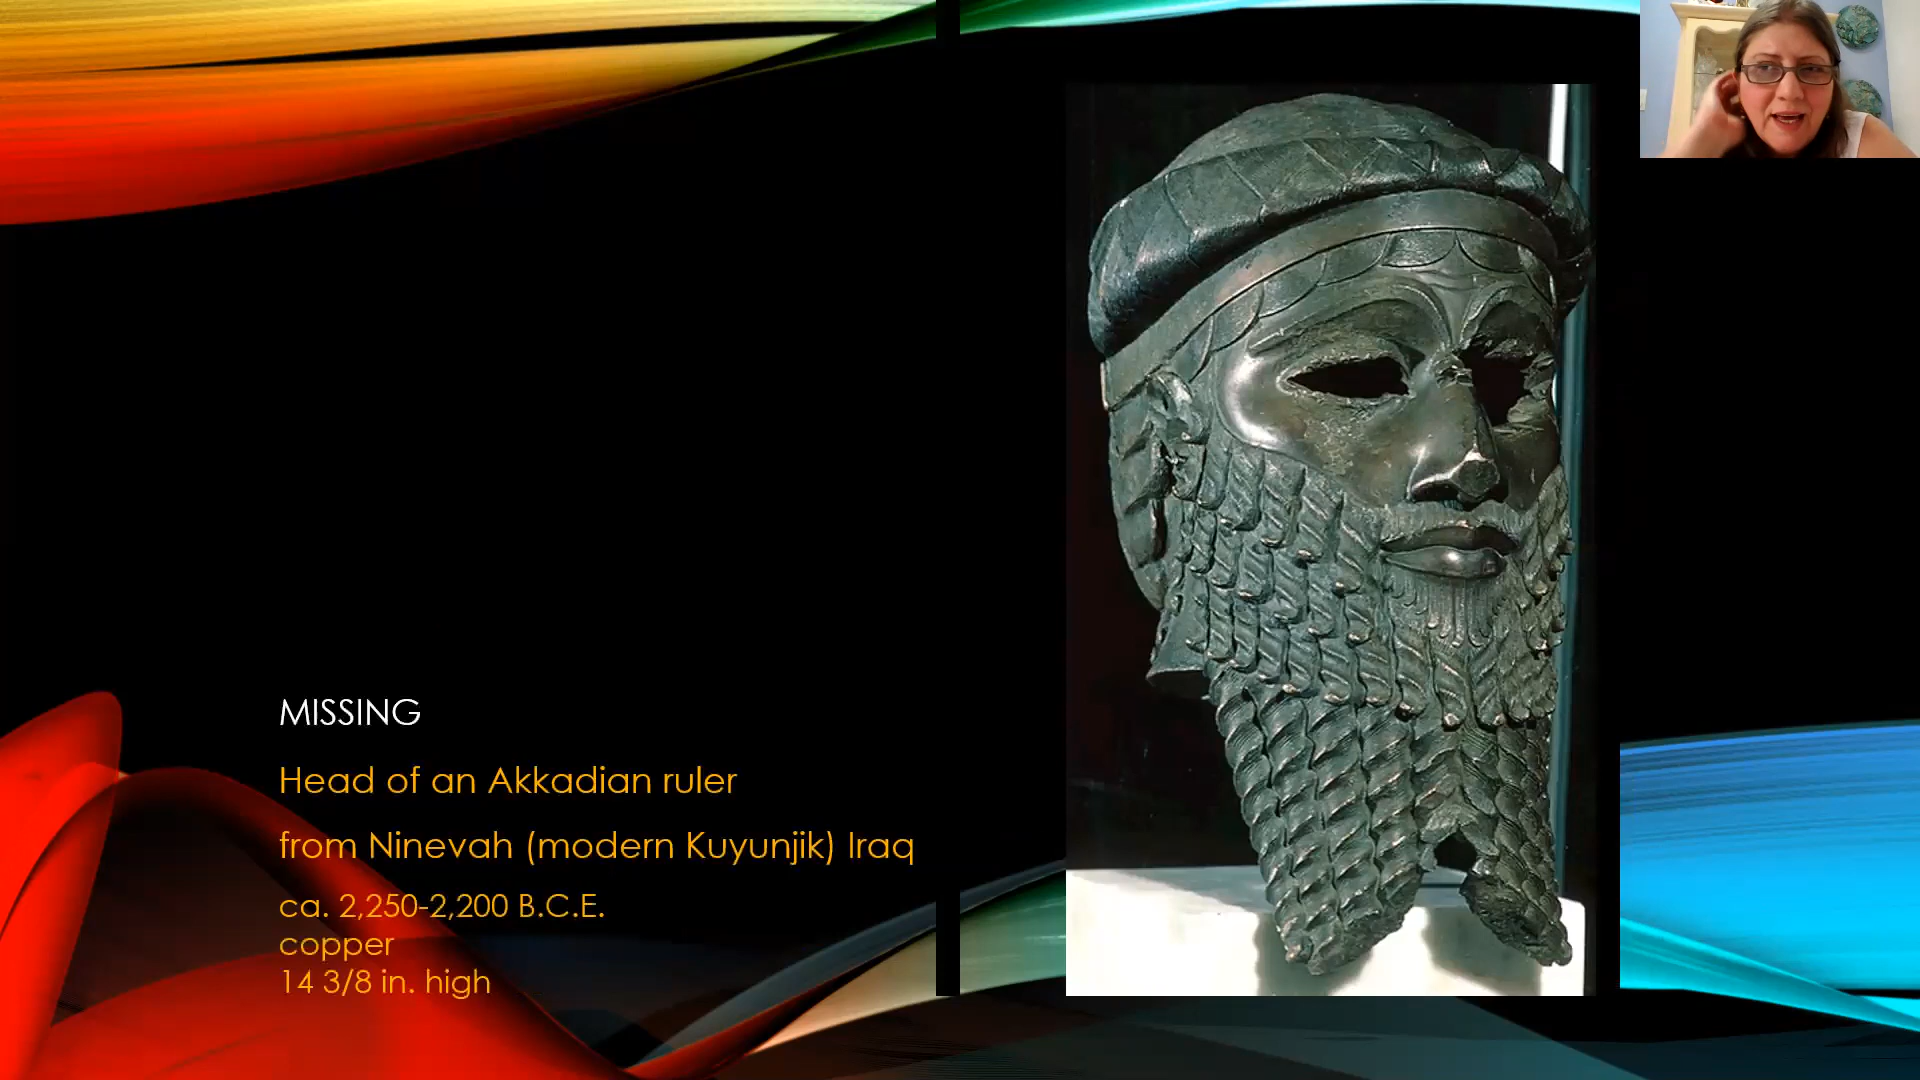 MISSING
Head of an Akkadian ruler
from Ninevah (modern Kuyunjik) Iraq
ca. 2,250-2,200 B.C.E.
copper
14 3/8 in. high